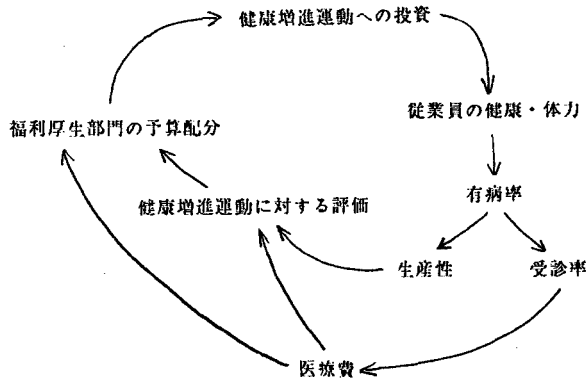 健康増進運動への投資
従業員の健康・体力
福利厚生部門の予算配分
有病率
健康増進運動に対する評価
生産性
受診率
医療費